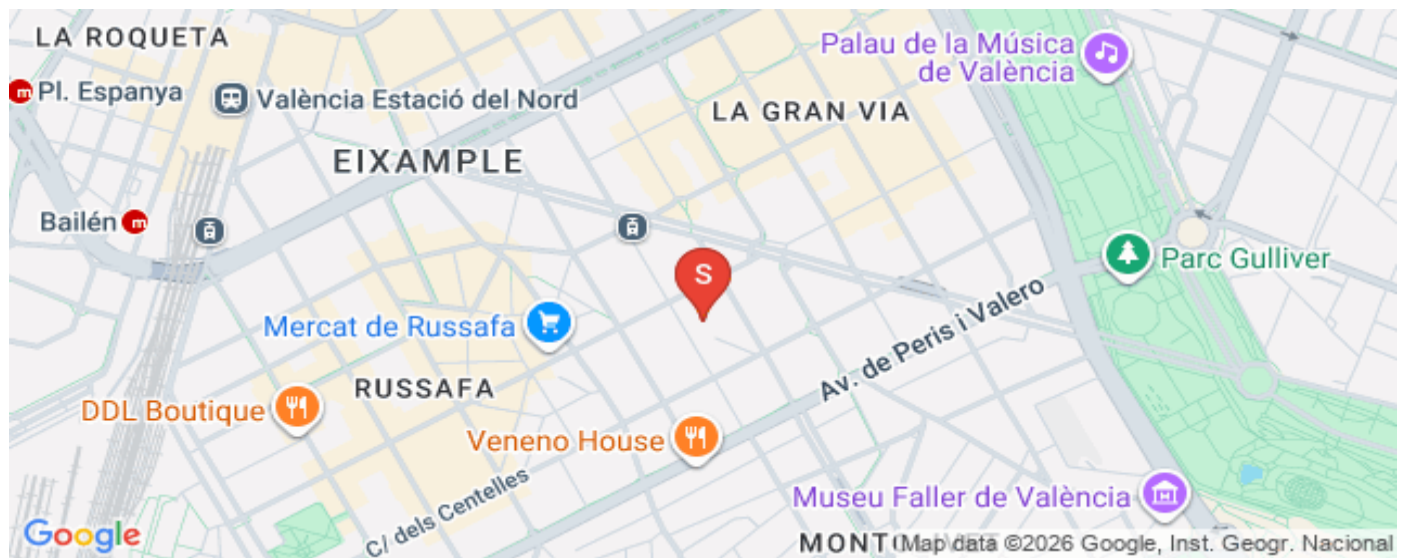 LA ROQUETA
Palau de la Música
de València
m Pl. Espanya
València Estació del Nord
LA GRAN VIA
EIXAMPLE
Bailén m
S
Parc Gulliver
Mercat de Russafa
Av. de Peris i Valero
RUSSAFA
DDL Boutique
Veneno House
C/ dels Centelles
Museu Faller de València
Google
Map data ©2026 Google, Inst. Geogr. Nacional